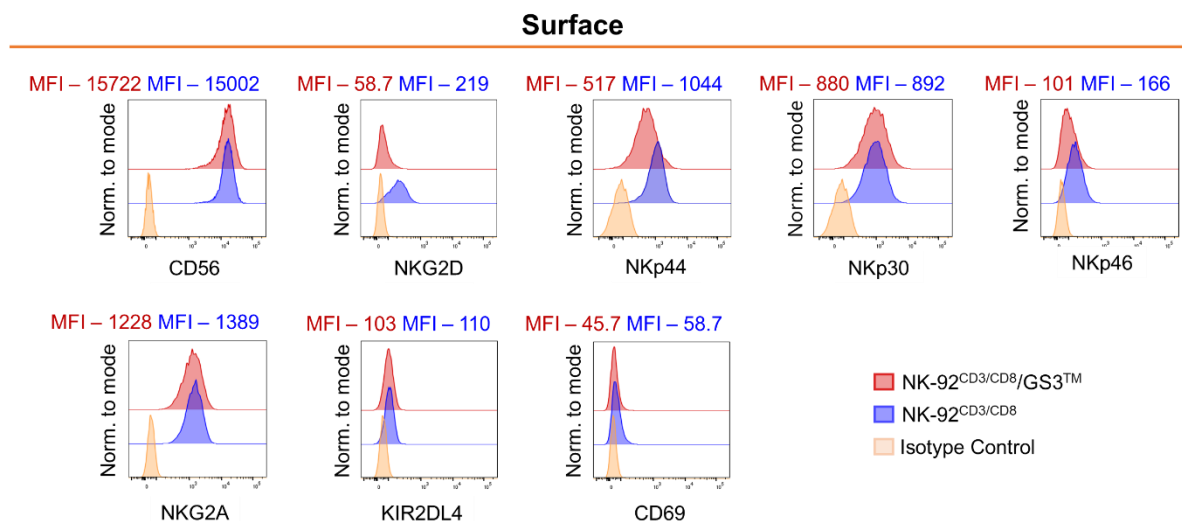 Surface
MFI – 15722 MFI – 15002
MFI – 58.7 MFI – 219
MFI – 517 MFI – 1044
MFI – 880 MFI – 892
MFI – 101 MFI – 166
Norm. to mode
Norm. to mode
Norm. to mode
Norm. to mode
Norm. to mode
CD56
NKG2D
NKp44
NKp30
NKp46
MFI – 1228 MFI – 1389
MFI – 103 MFI – 110
MFI – 45.7 MFI – 58.7
Norm. to mode
Norm. to mode
Norm. to mode
NKG2A
KIR2DL4
CD69
NK-92CD3/CD8/GS3TM
NK-92CD3/CD8
Isotype Control